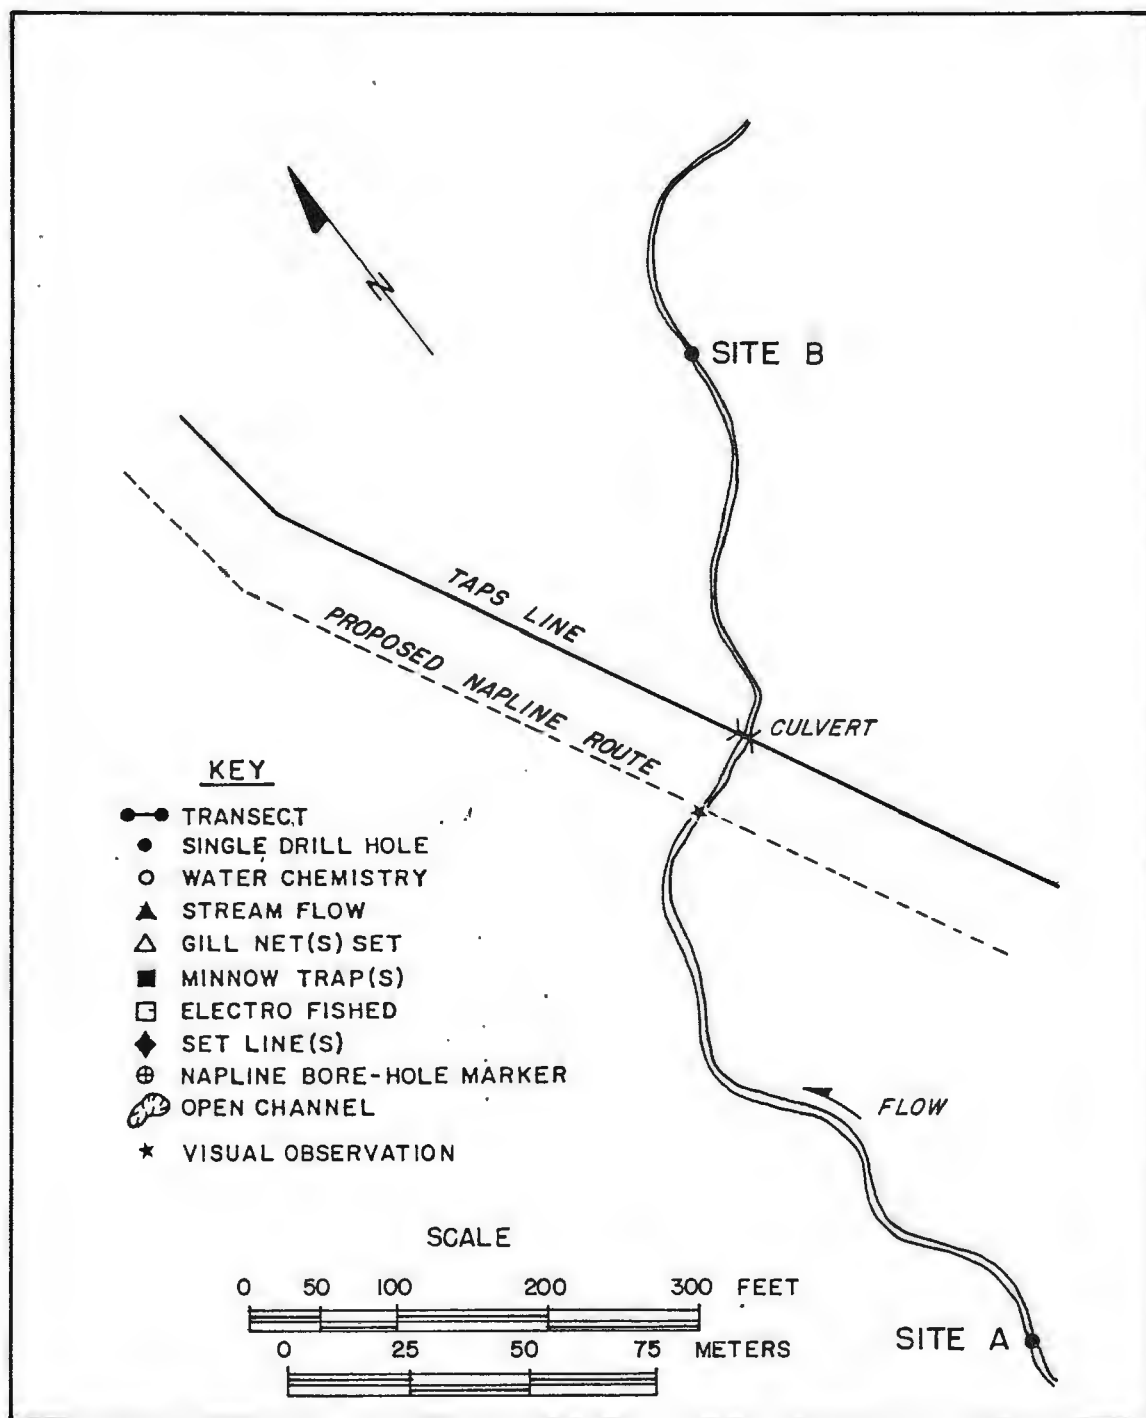 N
SITE B
TAPS LINE
PROPOSED NAPLINE ROUTE
CULVERT
KEY
TRANSECT
SINGLE DRILL HOLE
WATER CHEMISTRY
STREAM FLOW
GILL NET(S) SET
MINNOW TRAP(S)
ELECTRO FISHED
SET LINE(S)
NAPLINE BORE-HOLE MARKER
OPEN CHANNEL
VISUAL OBSERVATION
FLOW
SCALE
0 50 100 200 300 FEET
0 25 50 75 METERS
SITE A